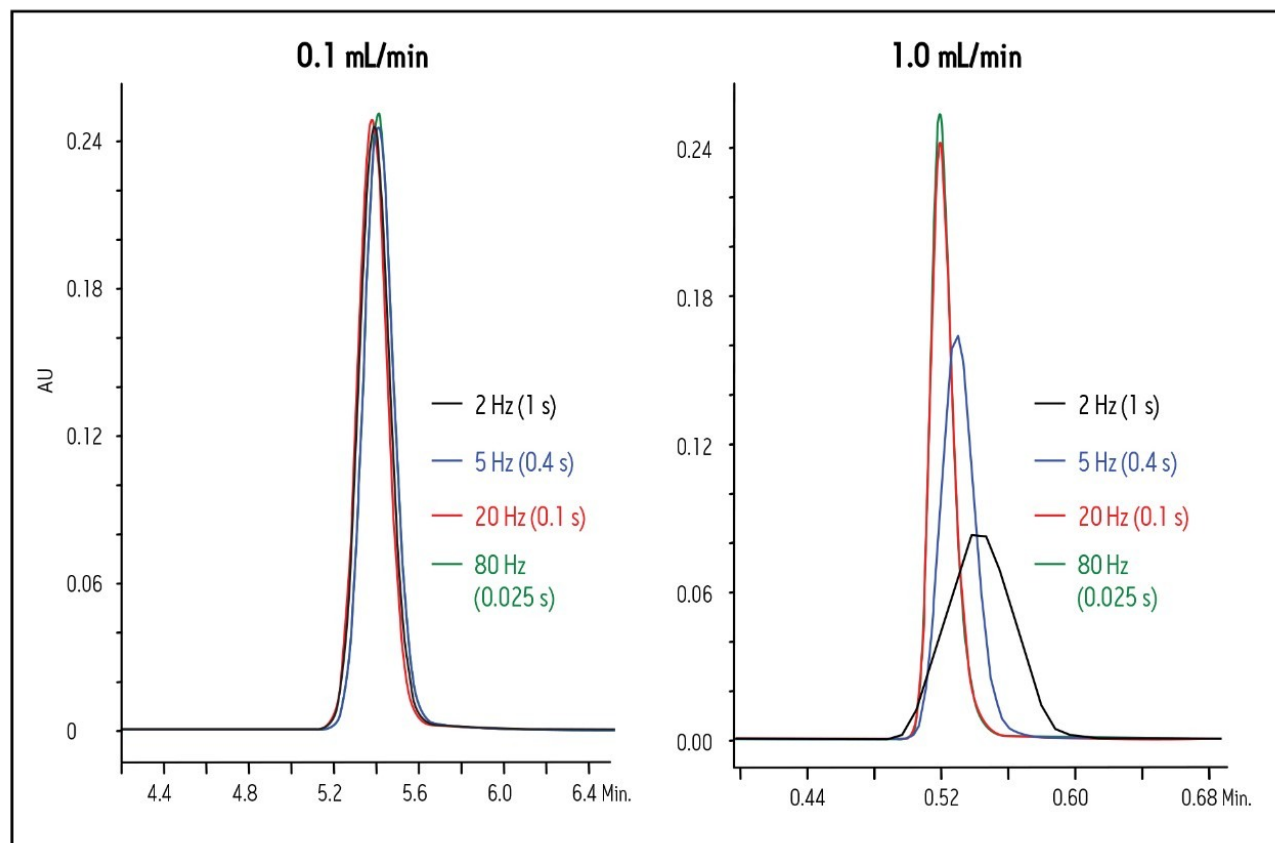 0.1 mL/min
0.24
0.18
0.12
0.06
0
AU
2 Hz (1 s)
5 Hz (0.4 s)
20 Hz (0.1 s)
80 Hz
(0.025 s)
4.4 4.8 5.2 5.6 6.0 6.4 Min.
1.0 mL/min
0.24
0.18
0.12
0.06
0.00
2 Hz (1 s)
5 Hz (0.4 s)
20 Hz (0.1 s)
80 Hz
(0.025 s)
0.44 0.52 0.60 0.68 Min.